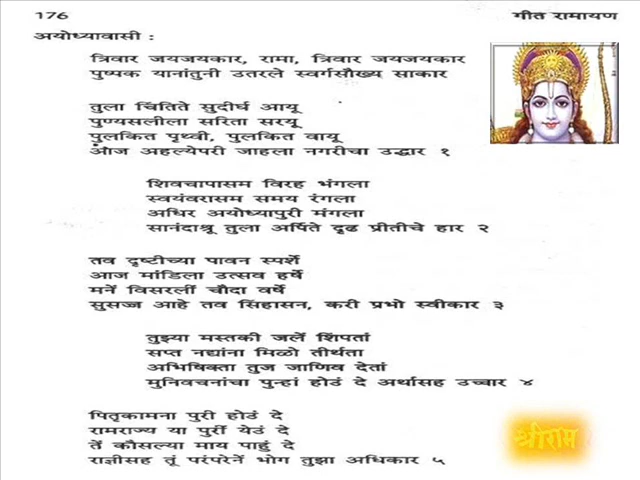 176
गीत रामायण
अयोध्यावासी :
त्रिवार जयजयकार, रामा, त्रिवार जयजयकार
पुष्पक यानांतुनी उतरले स्वर्गसौख्य साकार
तुला चिंतिते सुदीर्घ आयू
पुण्यसलीला सरिता सरयू
पुलकित पृथ्वी, पुलकित वायू
आज अहल्येपरी जाहला नगरीचा उद्धार १
शिवचापासम विरह भंगला
स्वयंवरासम समय रंगला
अधिर अयोध्यापुरी मंगला
सानंदाश्रू तुला अर्पिते दृढ प्रीतीचे हार २
तव दृष्टीच्या पावन स्पर्शे
आज मांडिला उत्सव हर्षे
मनें विसरलीं चौदा वर्षे
सुसज्ज आहे तव सिंहासन, करी प्रभो स्वीकार ३
तुझ्या मस्तकी जलें शिंपतां
सप्त नद्यांना मिळो तीर्थता
अभिषिक्ता तुज जाणिव देतां
मुनिवचनांचा पुन्हां होउं दे अर्थासह उच्चार ४
पितृकामना पुरी होउं दे
रामराज्य या पुरीं येउं दे
तें कौसल्या माय पाहुं दे
राज्ञीसह तूं परंपरेनें भोग तुझा अधिकार ५
श्रीराम